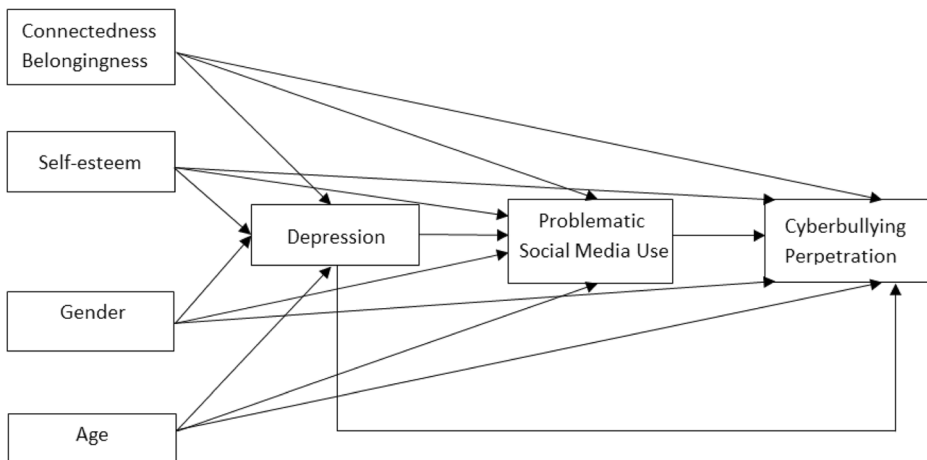 Connectedness
Belongingness
Self-esteem
Depression
Problematic
Social Media Use
Cyberbullying
Perpetration
Gender
Age